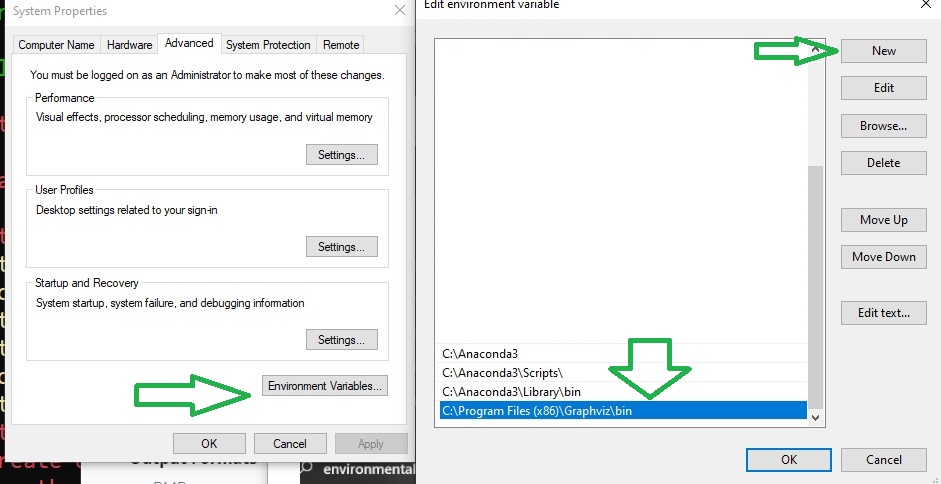 System Properties
Computer Name Hardware Advanced System Protection Remote
You must be logged on as an Administrator to make most of these changes.
Performance
Visual effects, processor scheduling, memory usage, and virtual memory
Settings...
User Profiles
Desktop settings related to your sign-in
Settings...
Startup and Recovery
System startup, system failure, and debugging information
Settings...
Environment Variables...
OK Cancel Apply
Edit environment variable
New
Edit
Browse...
Delete
Move Up
Move Down
Edit text...
C:\Anaconda3
C:\Anaconda3\Scripts\
C:\Anaconda3\Library\bin
C:\Program Files (x86)\Graphviz\bin
OK Cancel
environmental